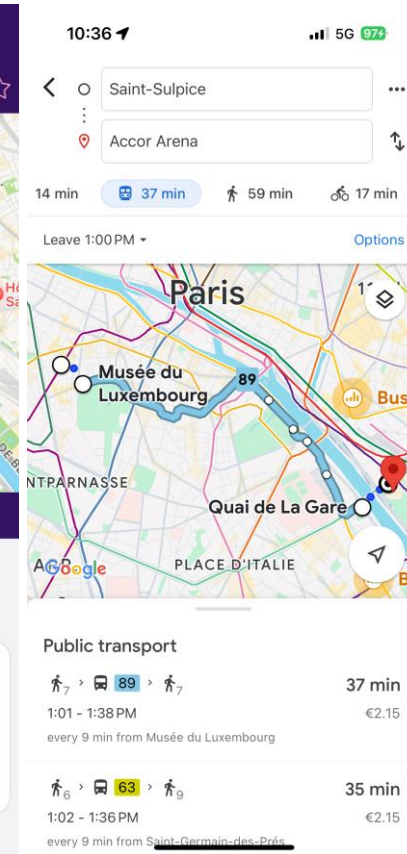 10:36
5G 97
Saint-Sulpice
Accor Arena
14 min
37 min
59 min
17 min
Leave 1:00 PM
Options
Paris
Musée du
Luxembourg
89
Bus
NTPARNASSE
Quai de La Gare
PLACE D'ITALIE
Google
Public transport
7 89 7
37 min
1:01 - 1:38 PM
€2.15
every 9 min from Musée du Luxembourg
6 63 9
35 min
1:02 - 1:36 PM
€2.15
every 9 min from Saint-Germain-des-Prés